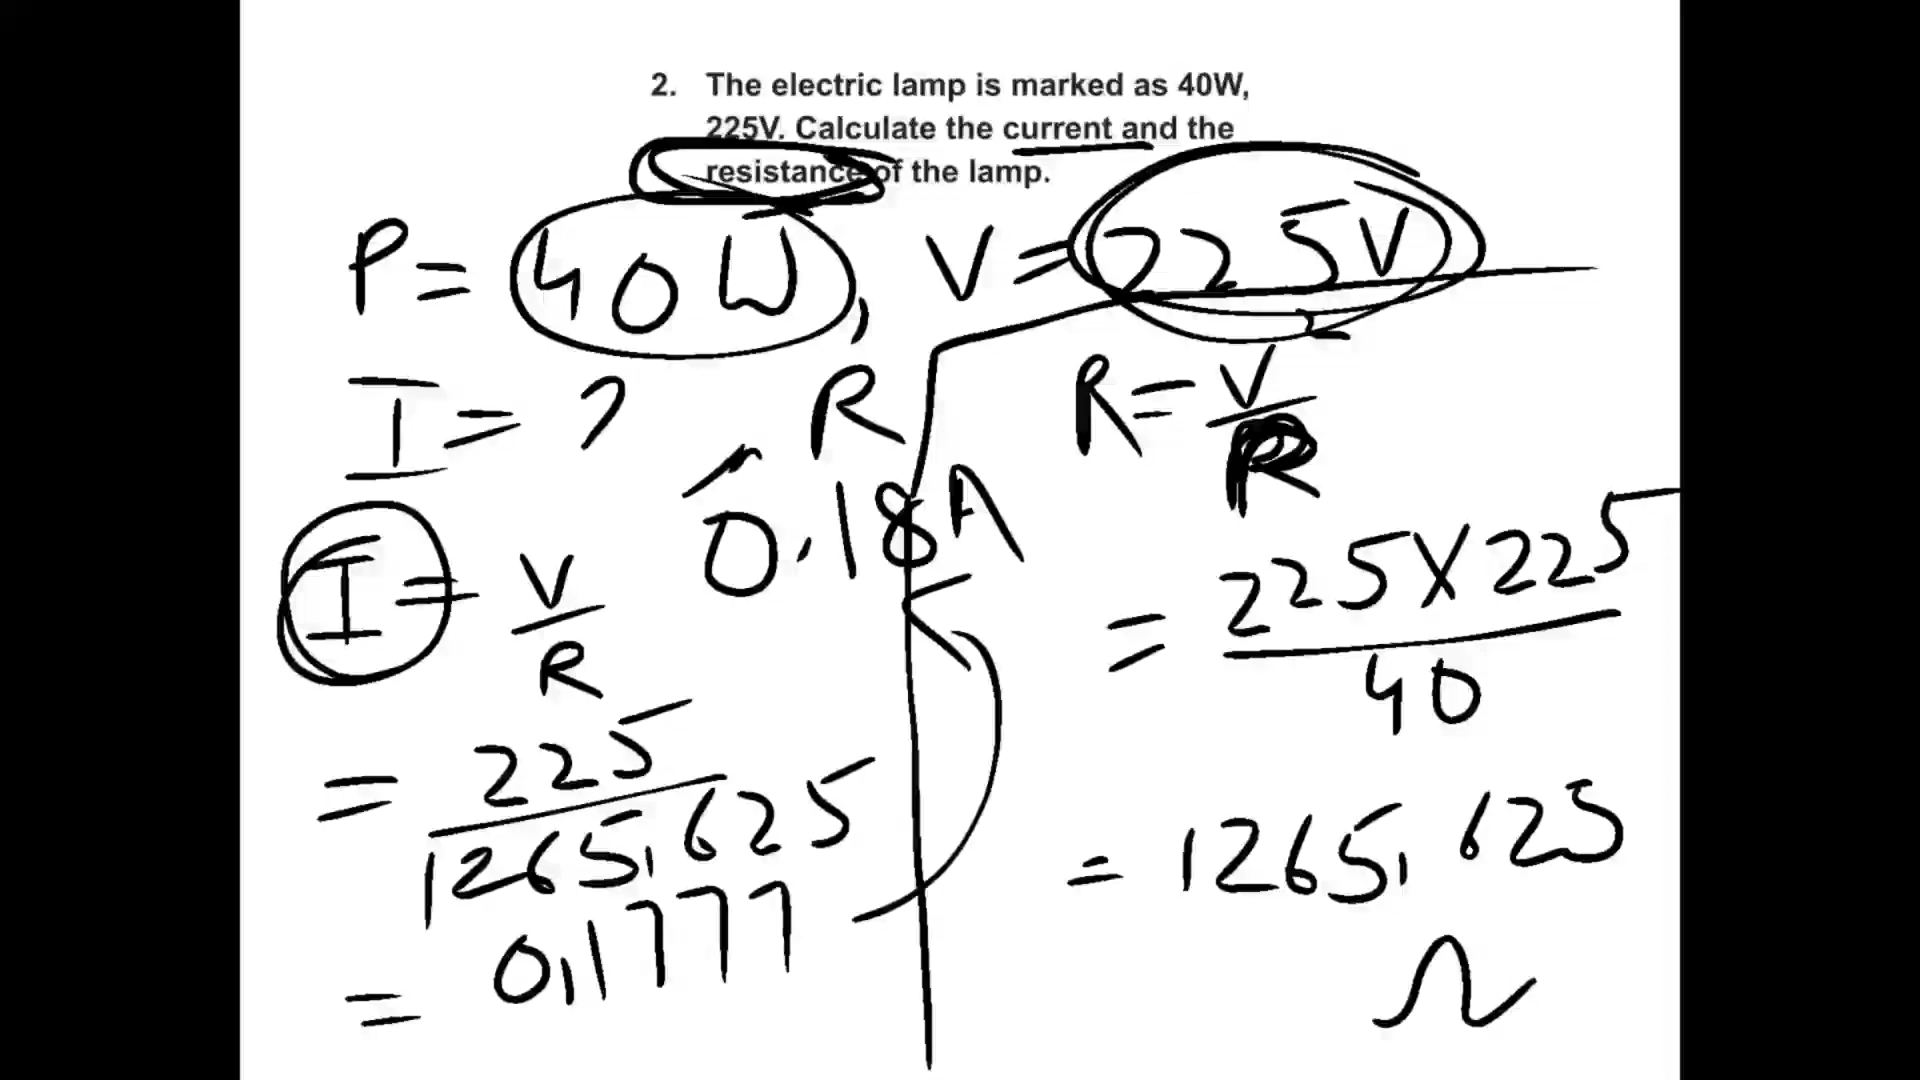 2. The electric lamp is marked as 40W,
225V. Calculate the current and the
resistance of the lamp.
P = 40W, V = 225V
I = ? R
R = V²/P
0.18A
I = V/R
= 225 X 225 / 40
= 225 / 1265.625
= 1265.625
= 0.1777
Ω